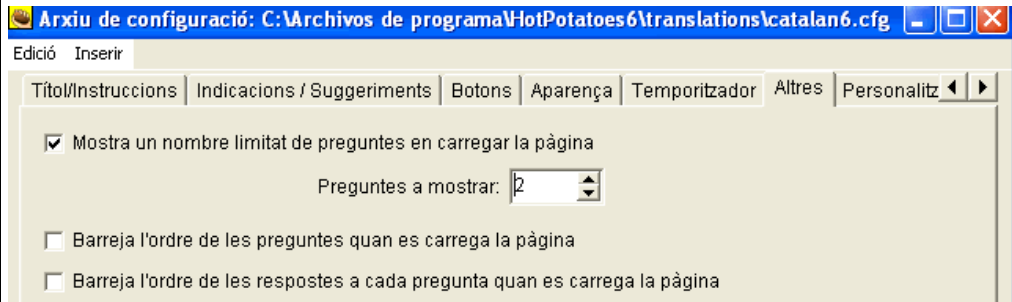 Arxiu de configuració: C:\Archivos de programa\HotPotatoes6\translations\catalan6.cfg
Edició Inserir
Títol/Instruccions Indicacions / Suggeriments Botons Aparença Temporitzador Altres Personalitz
Mostra un nombre limitat de preguntes en carregar la pàgina
Preguntes a mostrar: 2
Barreja l'ordre de les preguntes quan es carrega la pàgina
Barreja l'ordre de les respostes a cada pregunta quan es carrega la pàgina